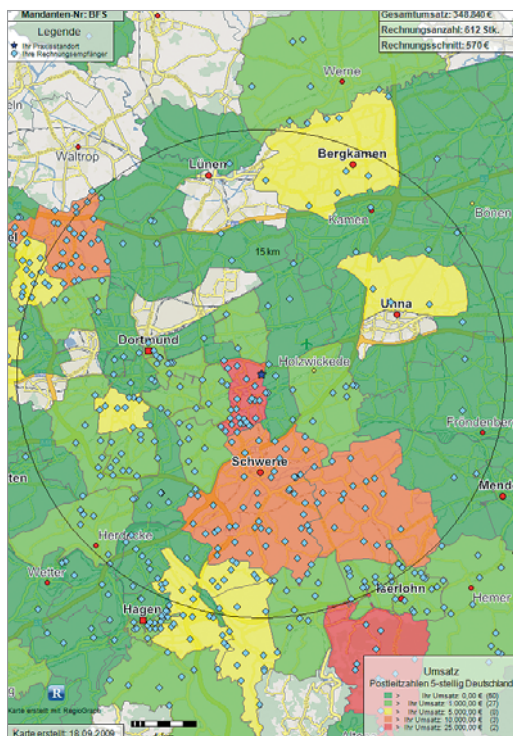 Mandanten-Nr: BFS
Legende
Ihr Praxisstandort
Ihre Rechnungsempfänger
Gesamtumsatz: 348.840 €
Rechnungsanzahl: 612 Stk.
Rechnungsschnitt: 570 €
Werne
Waltrop
Lünen
Bergkamen
Kamen
Bönen
15 km
Unna
Dortmund
Holzwickede
Fröndenber
Schwerte
Mend
Herdecke
Wetter
Hagen
Iserlohn
Hemer
Umsatz
Postleitzahlen 5-stellig Deutschland
> Ihr Umsatz: 0,00 € (60)
> Ihr Umsatz: 1.000,00 € (27)
> Ihr Umsatz: 5.000,00 €
> Ihr Umsatz: 10.000,00 € (3)
> Ihr Umsatz: 25.000,00 €
Karte erstellt mit RegioGraph
Karte erstellt: 18.09.2009